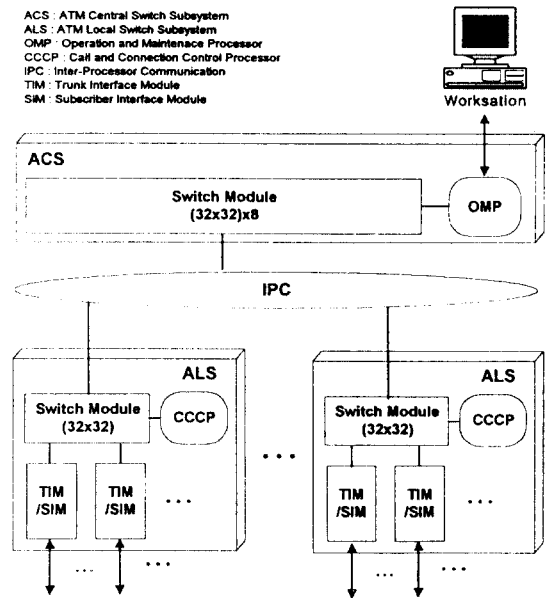 ACS : ATM Central Switch Subsystem
ALS : ATM Local Switch Subsystem
OMP : Operation and Maintenace Processor
CCCP : Call and Connection Control Processor
IPC : Inter-Processor Communication
TIM : Trunk Interface Module
SIM : Subscriber Interface Module
Worksation
ACS
Switch Module
(32x32)x8
OMP
IPC
ALS
Switch Module
(32x32)
CCCP
TIM
/SIM
TIM
/SIM
. . .
... . . .
. . .
ALS
Switch Module
(32x32)
CCCP
TIM
/SIM
TIM
/SIM
. . .
... . . .